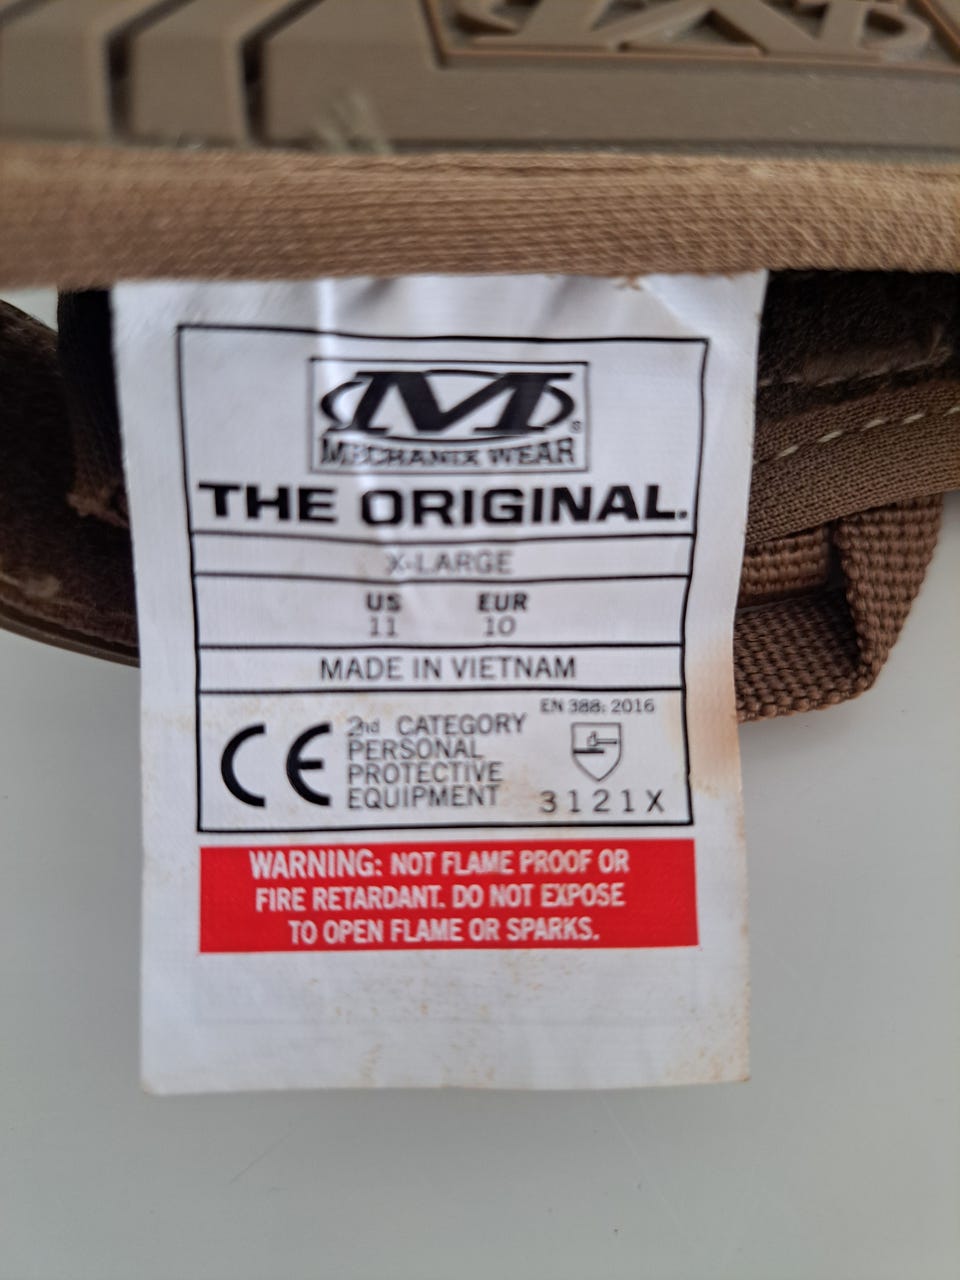 M®
MECHANIX WEAR
THE ORIGINAL.
X-LARGE
US EUR
11 10
MADE IN VIETNAM
CE
2nd CATEGORY
PERSONAL
PROTECTIVE
EQUIPMENT
EN 388: 2016
3121X
WARNING: NOT FLAME PROOF OR
FIRE RETARDANT. DO NOT EXPOSE
TO OPEN FLAME OR SPARKS.